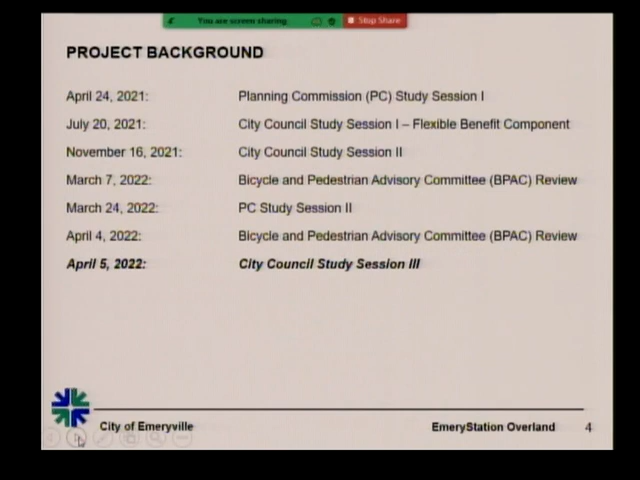 You are screen sharing
Stop Share
PROJECT BACKGROUND
April 24, 2021: Planning Commission (PC) Study Session I
July 20, 2021: City Council Study Session I – Flexible Benefit Component
November 16, 2021: City Council Study Session II
March 7, 2022: Bicycle and Pedestrian Advisory Committee (BPAC) Review
March 24, 2022: PC Study Session II
April 4, 2022: Bicycle and Pedestrian Advisory Committee (BPAC) Review
April 5, 2022: City Council Study Session III
City of Emeryville EmeryStation Overland 4